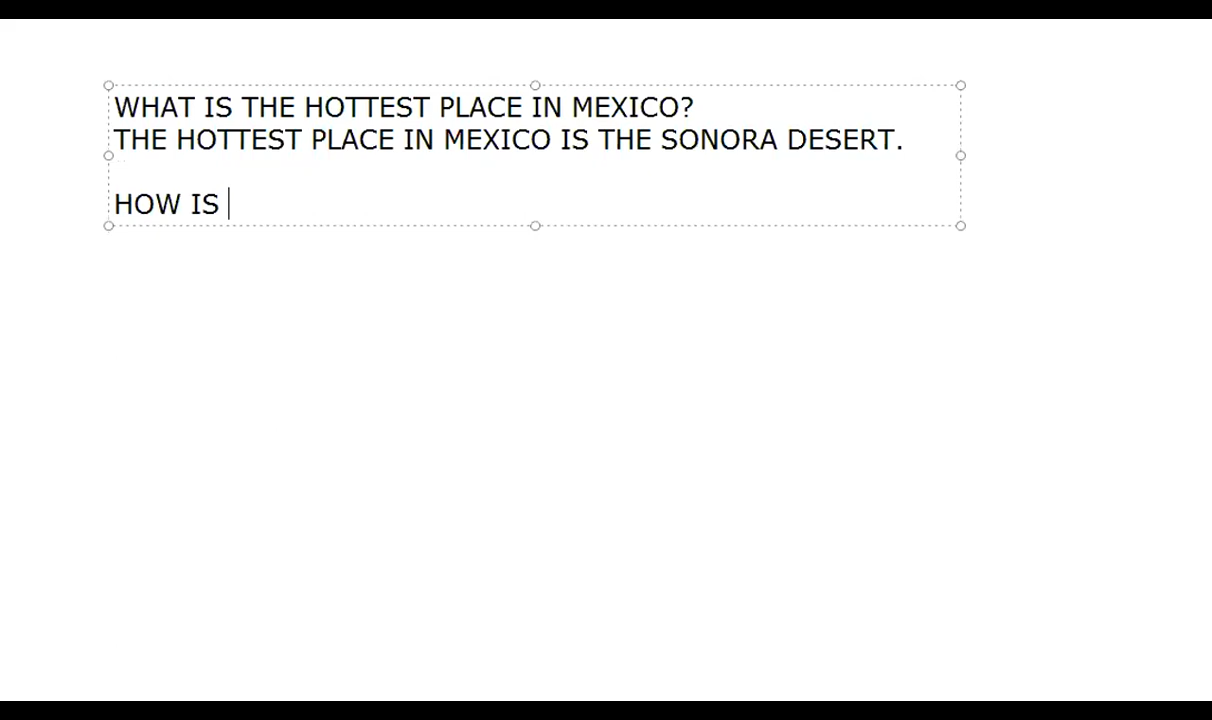 WHAT IS THE HOTTEST PLACE IN MEXICO?
THE HOTTEST PLACE IN MEXICO IS THE SONORA DESERT.
HOW IS